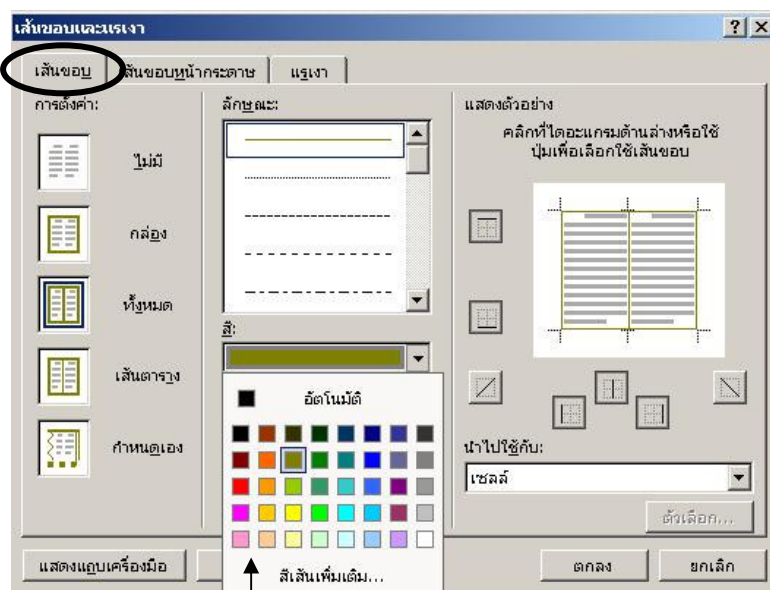 เส้นขอบและแรเงา
เส้นขอบ
เส้นขอบหน้ากระดาษ
แรเงา
การตั้งค่า:
ไม่มี
กล่อง
ทั้งหมด
เส้นตาราง
กำหนดเอง
ลักษณะ:
สี:
อัตโนมัติ
สีเส้นเพิ่มเติม...
แสดงตัวอย่าง
คลิกที่ไดอะแกรมด้านล่างหรือใช้
ปุ่มเพื่อเลือกใช้เส้นขอบ
นำไปใช้กับ:
เซลล์
ตัวเลือก...
แสดงแถบเครื่องมือ
ตกลง
ยกเลิก